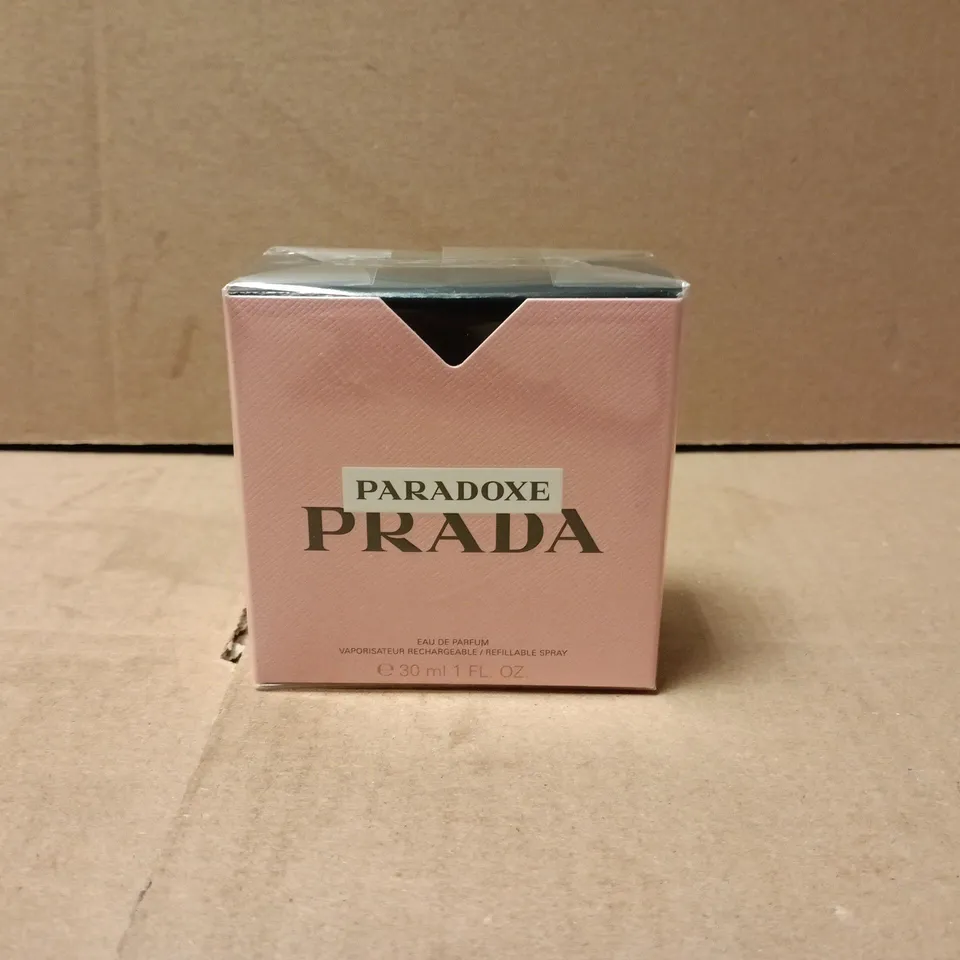 PARADOXE
PRADA
EAU DE PARFUM
VAPORISATEUR RECHARGEABLE / REFILLABLE SPRAY
℮ 30 ml 1 FL. OZ.